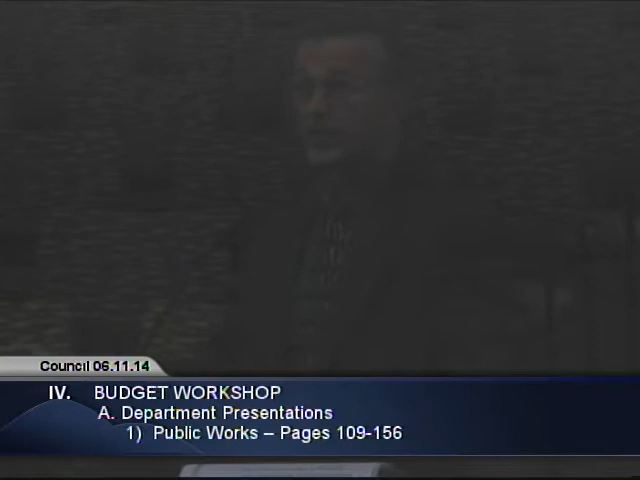 Council 06.11.14
IV. BUDGET WORKSHOP
A. Department Presentations
1) Public Works – Pages 109-156